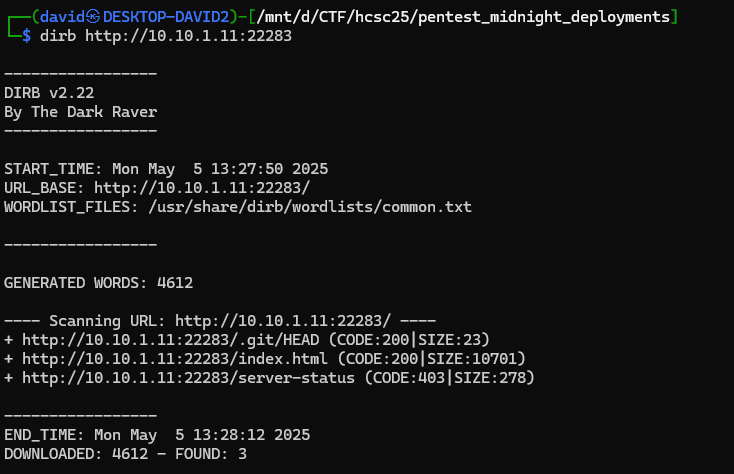 ┌──(david㉿DESKTOP-DAVID2)-[/mnt/d/CTF/hcsc25/pentest_midnight_deployments]
└─$ dirb http://10.10.1.11:22283
-----------------
DIRB v2.22
By The Dark Raver
-----------------
START_TIME: Mon May  5 13:27:50 2025
URL_BASE: http://10.10.1.11:22283/
WORDLIST_FILES: /usr/share/dirb/wordlists/common.txt
-----------------
GENERATED WORDS: 4612
---- Scanning URL: http://10.10.1.11:22283/ ----
+ http://10.10.1.11:22283/.git/HEAD (CODE:200|SIZE:23)
+ http://10.10.1.11:22283/index.html (CODE:200|SIZE:10701)
+ http://10.10.1.11:22283/server-status (CODE:403|SIZE:278)
-----------------
END_TIME: Mon May  5 13:28:12 2025
DOWNLOADED: 4612 - FOUND: 3